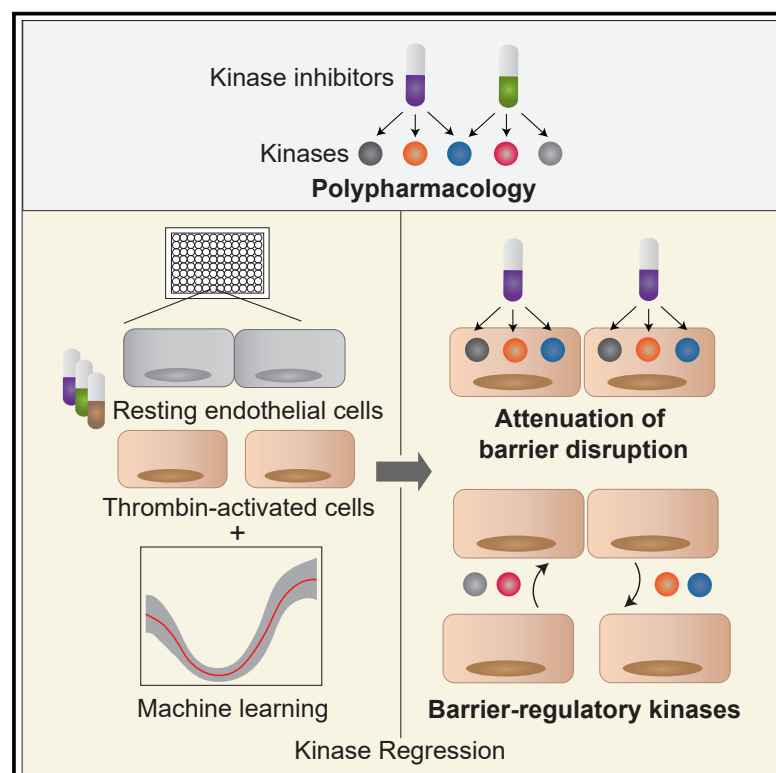 Kinase inhibitors
Kinases
Polypharmacology
Resting endothelial cells
Thrombin-activated cells
+
Machine learning
Attenuation of
barrier disruption
Barrier-regulatory kinases
Kinase Regression